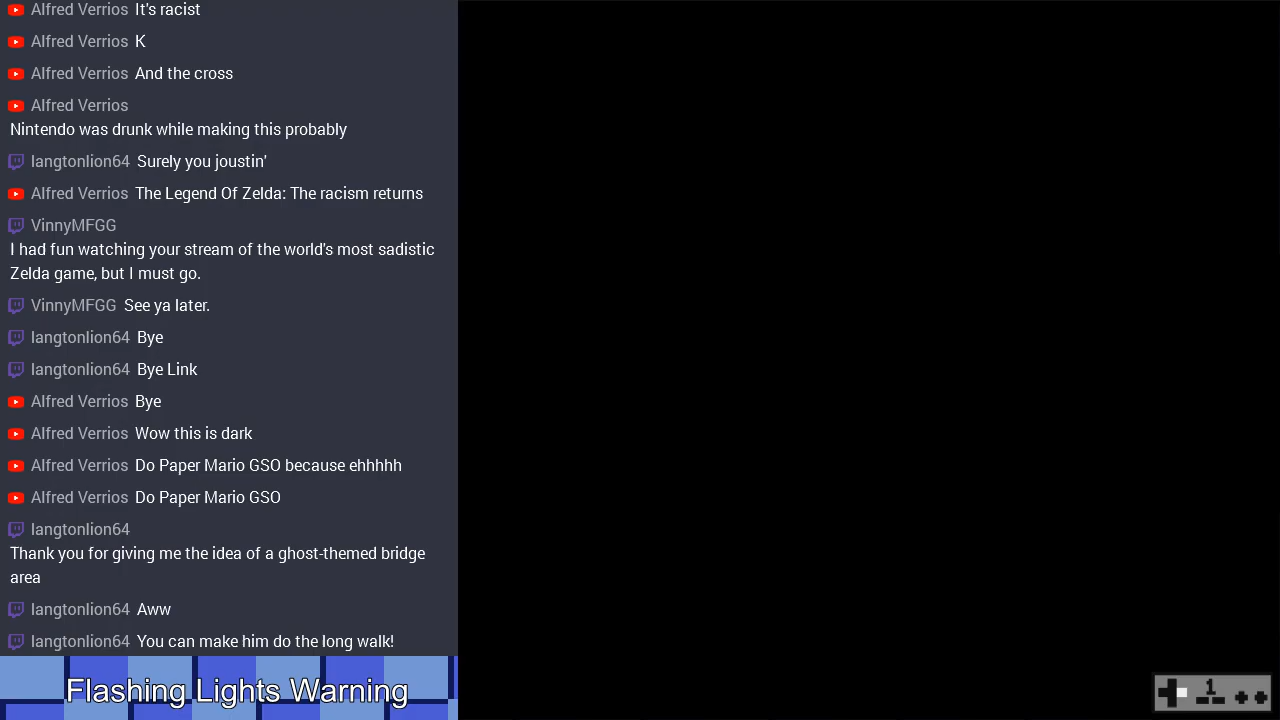 Alfred Verrios It's racist
Alfred Verrios K
Alfred Verrios And the cross
Alfred Verrios
Nintendo was drunk while making this probably
langtonlion64 Surely you joustin'
Alfred Verrios The Legend Of Zelda: The racism returns
VinnyMFGG
I had fun watching your stream of the world's most sadistic
Zelda game, but I must go.
VinnyMFGG See ya later.
langtonlion64 Bye
langtonlion64 Bye Link
Alfred Verrios Bye
Alfred Verrios Wow this is dark
Alfred Verrios Do Paper Mario GSO because ehhhhh
Alfred Verrios Do Paper Mario GSO
langtonlion64
Thank you for giving me the idea of a ghost-themed bridge
area
langtonlion64 Aww
langtonlion64 You can make him do the long walk!
Flashing Lights Warning
1